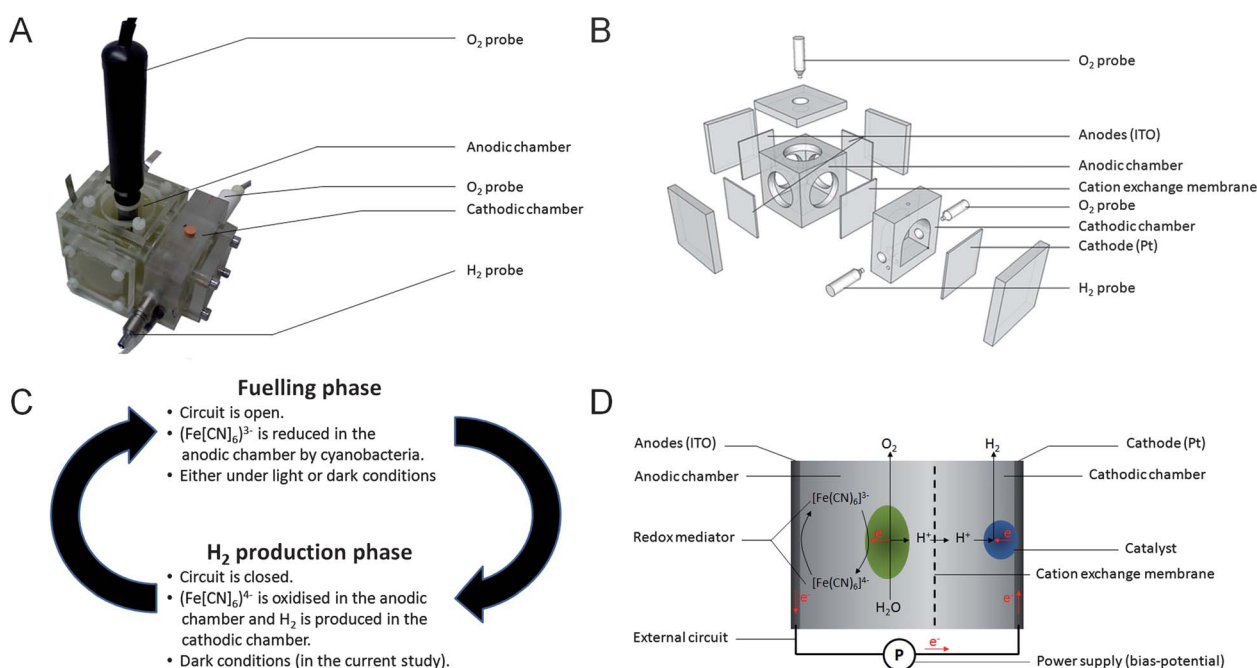 A
O₂ probe
Anodic chamber
O₂ probe
Cathodic chamber
H₂ probe
B
O₂ probe
Anodes (ITO)
Anodic chamber
Cation exchange membrane
O₂ probe
Cathodic chamber
Cathode (Pt)
H₂ probe
C
Fuelling phase
• Circuit is open.
• (Fe[CN]₆)³⁻ is reduced in the
anodic chamber by cyanobacteria.
• Either under light or dark conditions
H₂ production phase
• Circuit is closed.
• (Fe[CN]₆)⁴⁻ is oxidised in the anodic
chamber and H₂ is produced in the
cathodic chamber.
• Dark conditions (in the current study).
D
Anodes (ITO)
O₂
H₂
Cathode (Pt)
Anodic chamber
Cathodic chamber
[Fe(CN)₆]³⁻
Redox mediator
e⁻
H⁺
H⁺
e⁻
Catalyst
[Fe(CN)₆]⁴⁻
Cation exchange membrane
H₂O
e⁻
e⁻
External circuit
e⁻
P
Power supply (bias-potential)